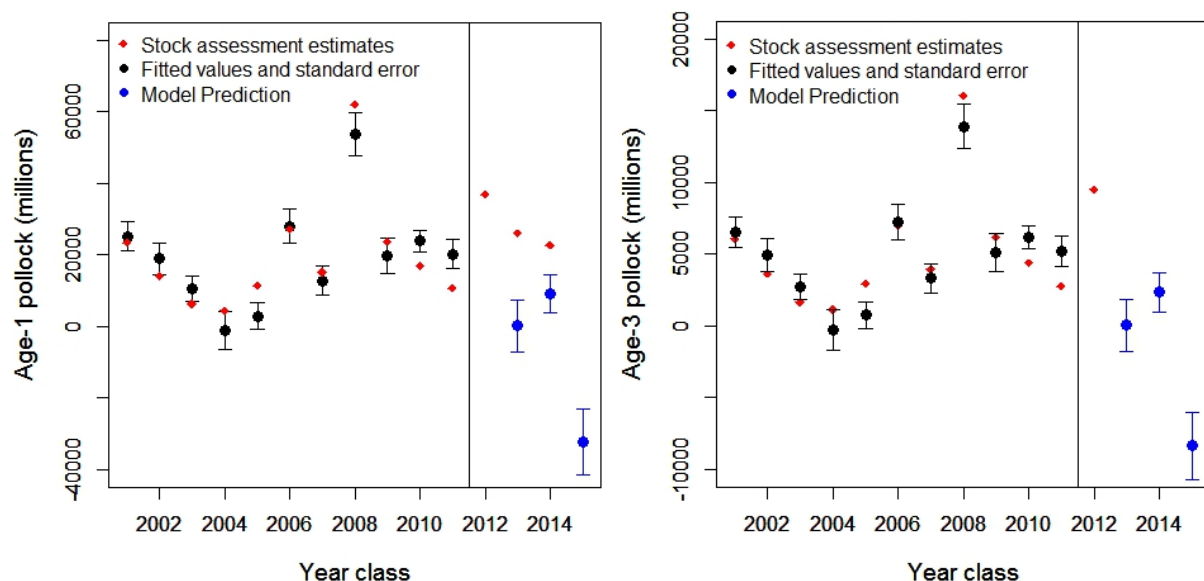 Stock assessment estimates
Fitted values and standard error
Model Prediction
Age-1 pollock (millions)
60000
20000
0
-40000
2002 2004 2006 2008 2010 2012 2014
Year class
Stock assessment estimates
Fitted values and standard error
Model Prediction
Age-3 pollock (millions)
20000
10000
5000
0
-10000
2002 2004 2006 2008 2010 2012 2014
Year class